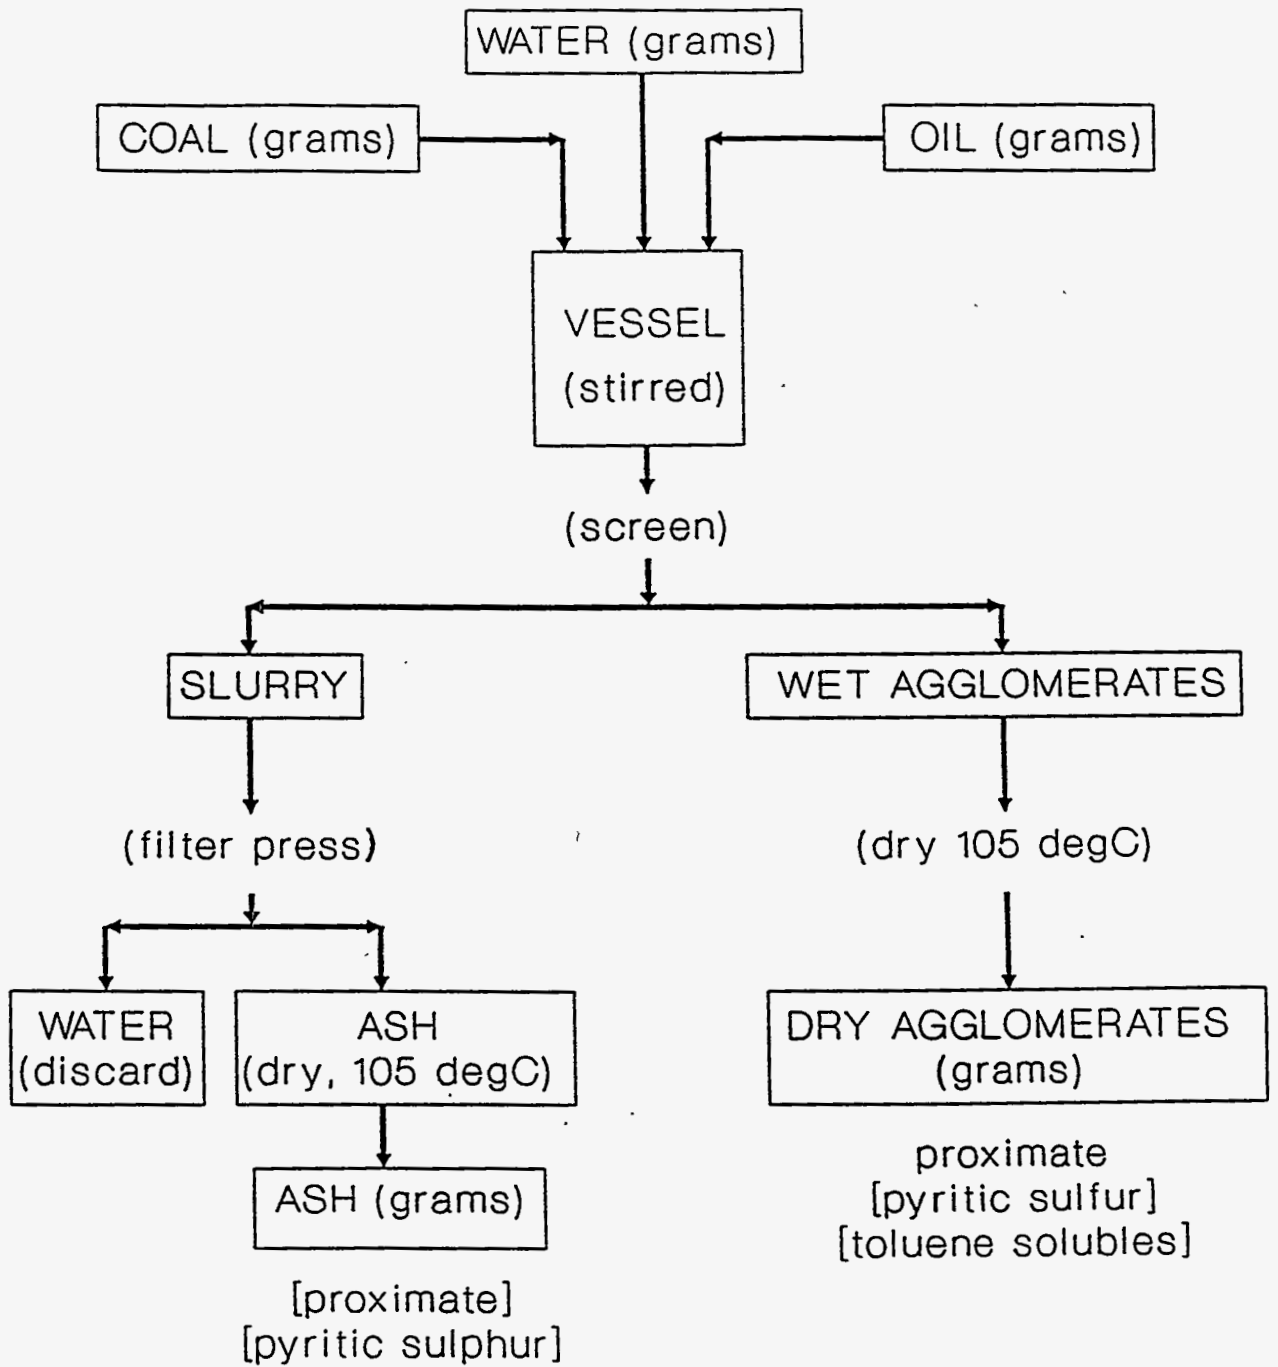 WATER (grams)
COAL (grams)
OIL (grams)
VESSEL
(stirred)
(screen)
SLURRY
WET AGGLOMERATES
(filter press)
(dry 105 degC)
WATER
(discard)
ASH
(dry, 105 degC)
DRY AGGLOMERATES
(grams)
ASH (grams)
proximate
[pyritic sulfur]
[toluene solubles]
[proximate]
[pyritic sulphur]